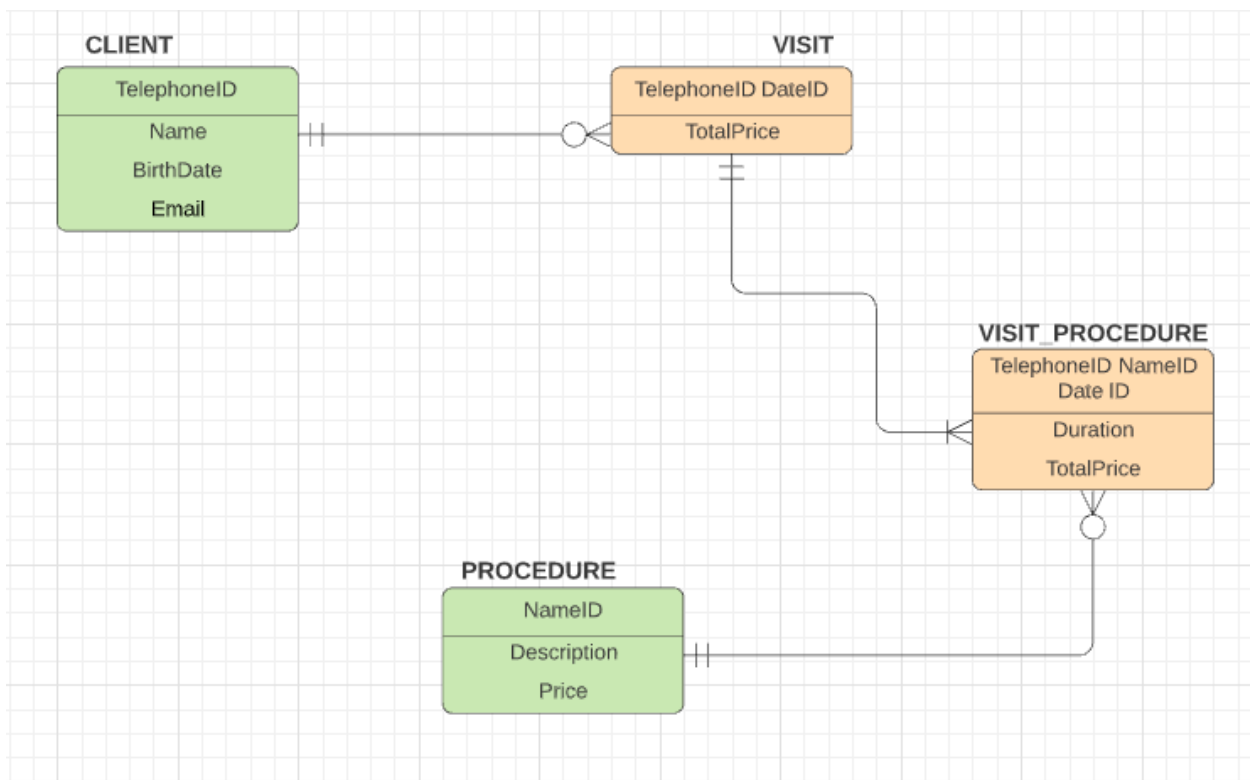 CLIENT
TelephoneID
Name
BirthDate
Email
VISIT
TelephoneID DateID
TotalPrice
VISIT_PROCEDURE
TelephoneID NameID
Date ID
Duration
TotalPrice
PROCEDURE
NameID
Description
Price